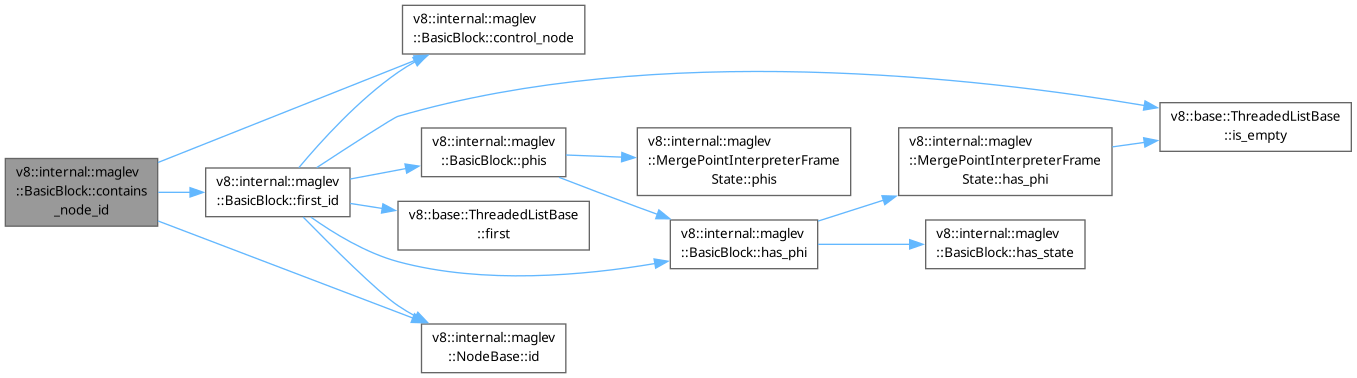 v8::internal::maglev
::BasicBlock::contains
_node_id
v8::internal::maglev
::BasicBlock::first_id
v8::internal::maglev
::BasicBlock::control_node
v8::internal::maglev
::BasicBlock::phis
v8::base::ThreadedListBase
::first
v8::internal::maglev
::NodeBase::id
v8::internal::maglev
::MergePointInterpreterFrame
State::phis
v8::internal::maglev
::BasicBlock::has_phi
v8::internal::maglev
::MergePointInterpreterFrame
State::has_phi
v8::internal::maglev
::BasicBlock::has_state
v8::base::ThreadedListBase
::is_empty